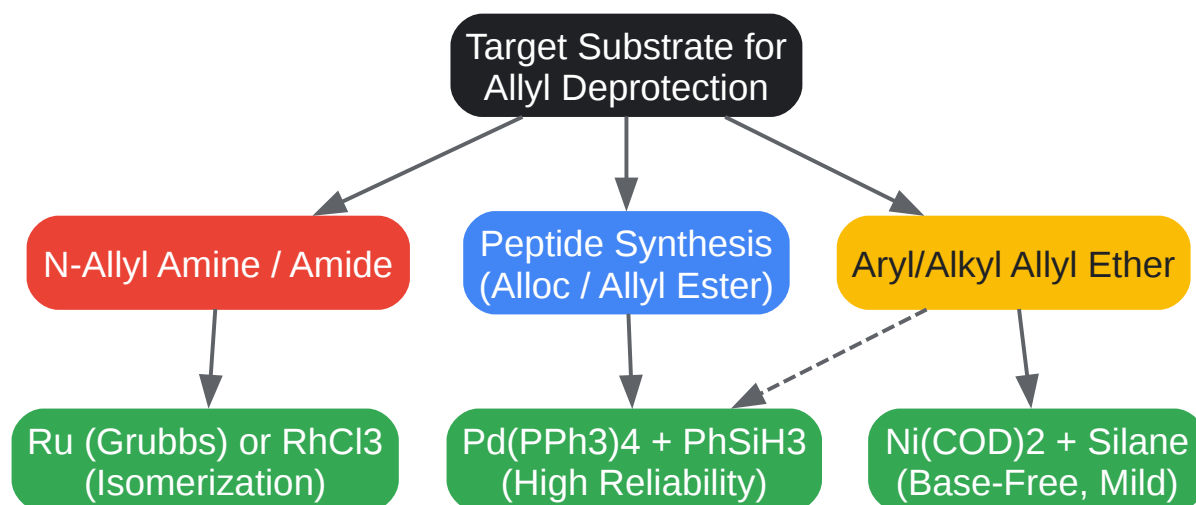 Target Substrate for
Allyl Deprotection
N-Allyl Amine / Amide
Peptide Synthesis
(Alloc / Allyl Ester)
Aryl/Alkyl Allyl Ether
Ru (Grubbs) or RhCl3
(Isomerization)
Pd(PPh3)4 + PhSiH3
(High Reliability)
Ni(COD)2 + Silane
(Base-Free, Mild)